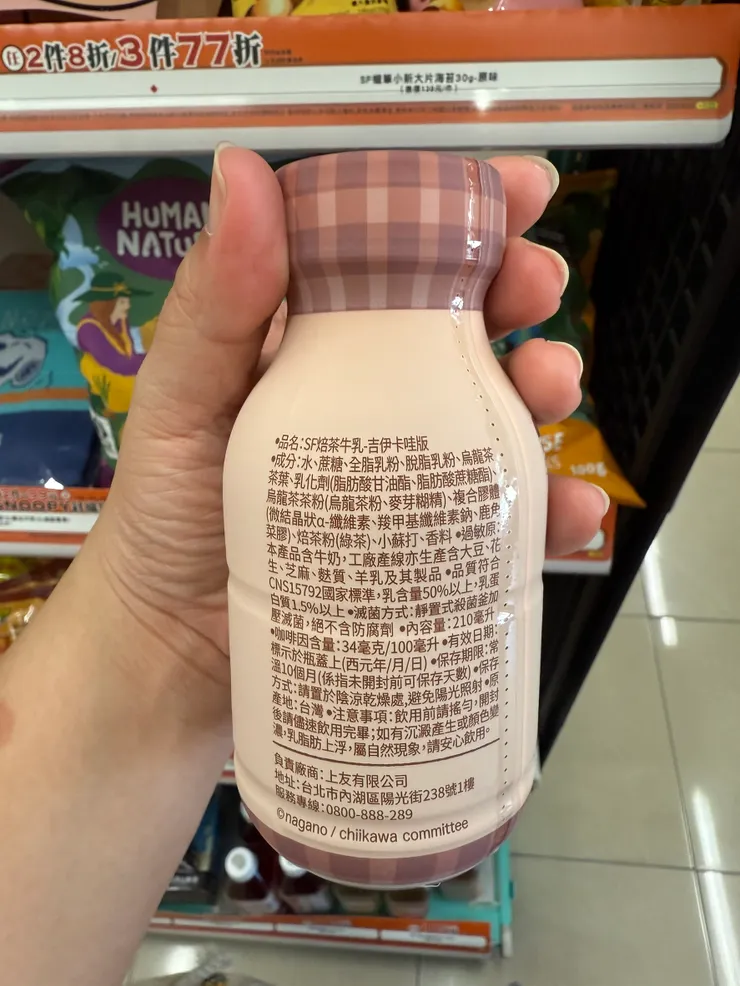 任2件8折/3件77折
SF蠟筆小新大片海苔30g-原味
(售價139元/巾)
HUMAN
NATU
•品名:SF焙茶牛乳-吉伊卡哇版
•成分:水、蔗糖、全脂乳粉、脫脂乳粉、烏龍茶
茶葉、乳化劑(脂肪酸甘油酯、脂肪酸蔗糖酯)、
烏龍茶茶粉(烏龍茶粉、麥芽糊精)、複合膠體
(微結晶狀α-纖維素、羧甲基纖維素鈉、鹿角
菜膠)、焙茶粉(綠茶)、小蘇打、香料 •過敏原:
本產品含牛奶,工廠產線亦生產含大豆、花
生、芝麻、麩質、羊乳及其製品 •品質符合
CNS15792國家標準,乳含量50%以上,乳蛋
白質1.5%以上 •滅菌方式:靜置式殺菌釜加
壓滅菌,絕不含防腐劑 •內容量:210毫升
•咖啡因含量:34毫克/100毫升 •有效日期:
標示於瓶蓋上(西元年/月/日) •保存期限:常
溫10個月(係指未開封前可保存天數) •保存
方式:請置於陰涼乾燥處,避免陽光照射 •原
產地:台灣 •注意事項:飲用前請搖勻,開封
後請儘速飲用完畢;如有沉澱產生或顏色變
濃,乳脂肪上浮,屬自然現象,請安心飲用。
負責廠商:上友有限公司
地址:台北市內湖區陽光街238號1樓
服務專線:0800-888-289
©nagano / chiikawa committee
100g